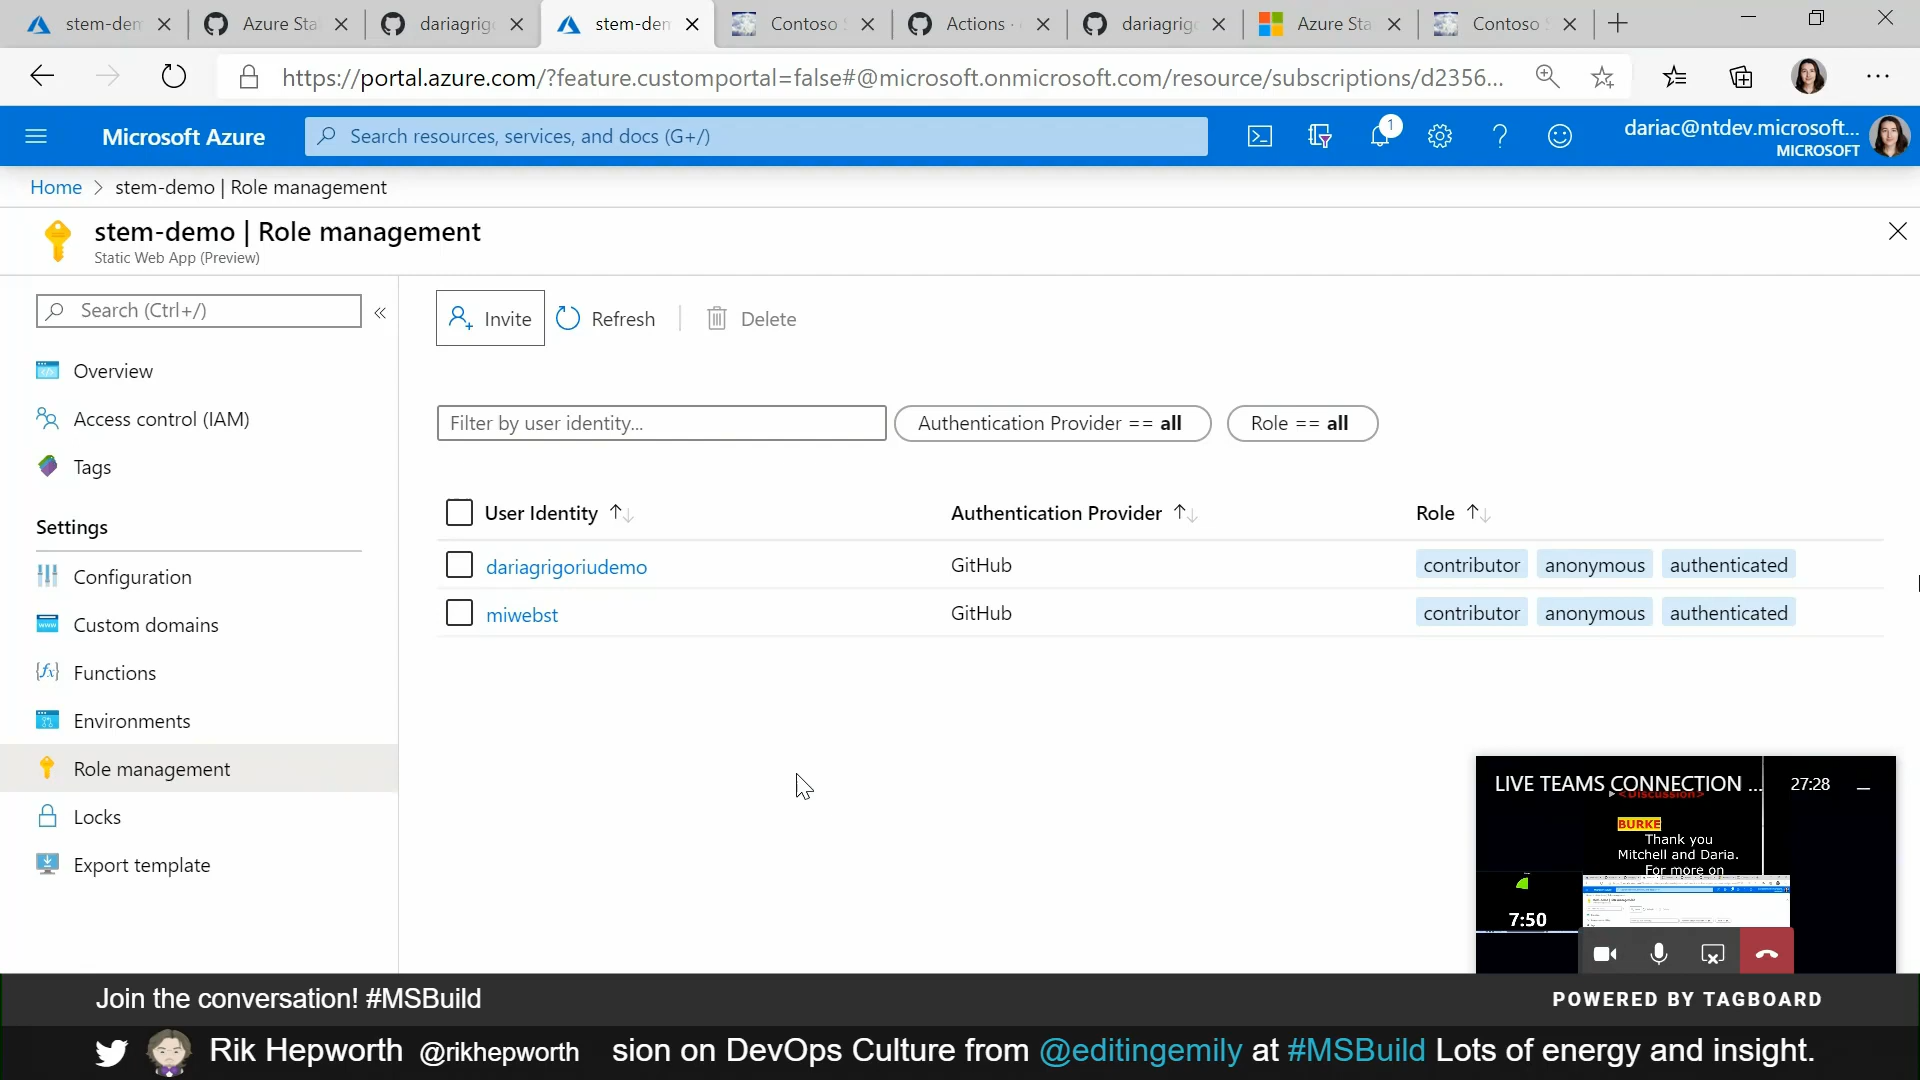 stem-den
Azure Sta
dariagrig
stem-den
Contoso S
Actions ·
dariagrig
Azure Sta
Contoso S
https://portal.azure.com/?feature.customportal=false#@microsoft.onmicrosoft.com/resource/subscriptions/d2356...
Microsoft Azure
Search resources, services, and docs (G+/)
1
dariac@ntdev.microsoft...
MICROSOFT
Home > stem-demo | Role management
stem-demo | Role management
Static Web App (Preview)
Search (Ctrl+/)
«
Overview
Access control (IAM)
Tags
Settings
Configuration
Custom domains
Functions
Environments
Role management
Locks
Export template
Invite
Refresh
Delete
Filter by user identity...
Authentication Provider == all
Role == all
User Identity
Authentication Provider
Role
dariagrigoriudemo GitHub contributor anonymous authenticated
miwebst GitHub contributor anonymous authenticated
LIVE TEAMS CONNECTION ... 27:28
<Discussion>
BURKE
Thank you
Mitchell and Daria.
For more on
7:50
Join the conversation! #MSBuild
POWERED BY TAGBOARD
Rik Hepworth @rikhepworth sion on DevOps Culture from @editingemily at #MSBuild Lots of energy and insight.